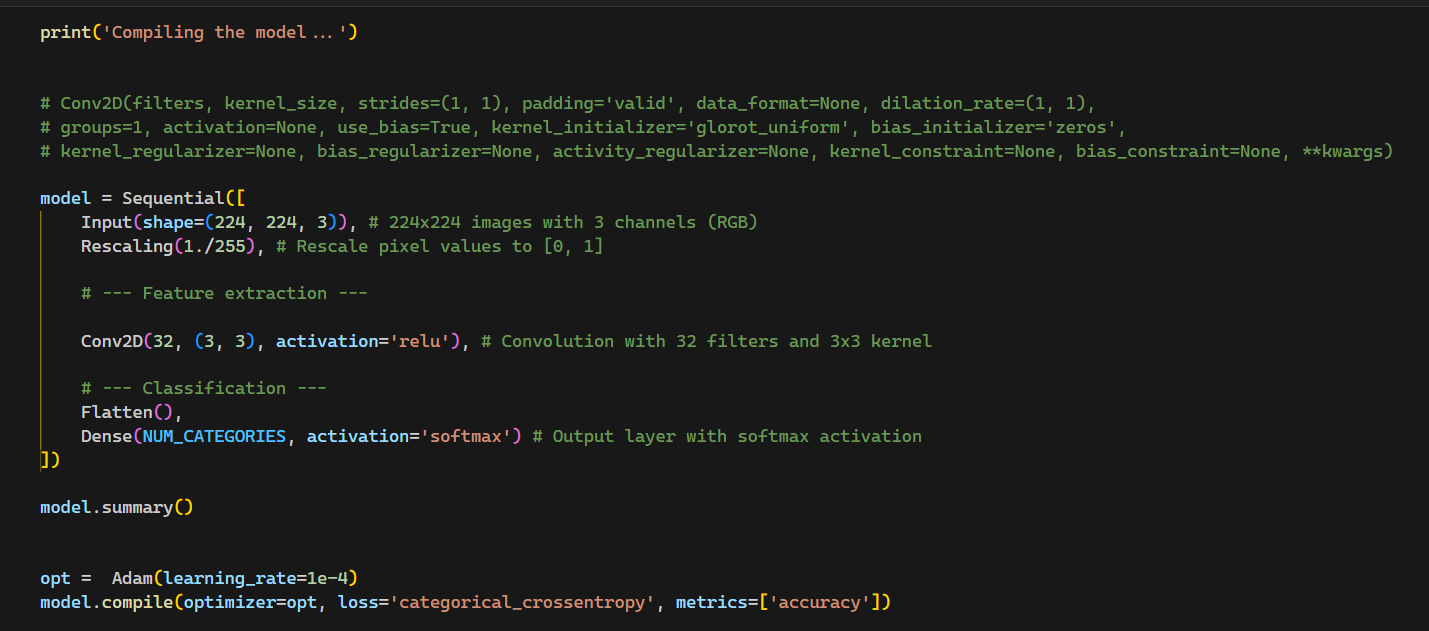 print('Compiling the model...')
# Conv2D(filters, kernel_size, strides=(1, 1), padding='valid', data_format=None, dilation_rate=(1, 1),
# groups=1, activation=None, use_bias=True, kernel_initializer='glorot_uniform', bias_initializer='zeros',
# kernel_regularizer=None, bias_regularizer=None, activity_regularizer=None, kernel_constraint=None, bias_constraint=None, **kwargs)
model = Sequential([
    Input(shape=(224, 224, 3)), # 224x224 images with 3 channels (RGB)
    Rescaling(1./255), # Rescale pixel values to [0, 1]
    # --- Feature extraction ---
    Conv2D(32, (3, 3), activation='relu'), # Convolution with 32 filters and 3x3 kernel
    # --- Classification ---
    Flatten(),
    Dense(NUM_CATEGORIES, activation='softmax') # Output layer with softmax activation
])
model.summary()
opt =  Adam(learning_rate=1e-4)
model.compile(optimizer=opt, loss='categorical_crossentropy', metrics=['accuracy'])